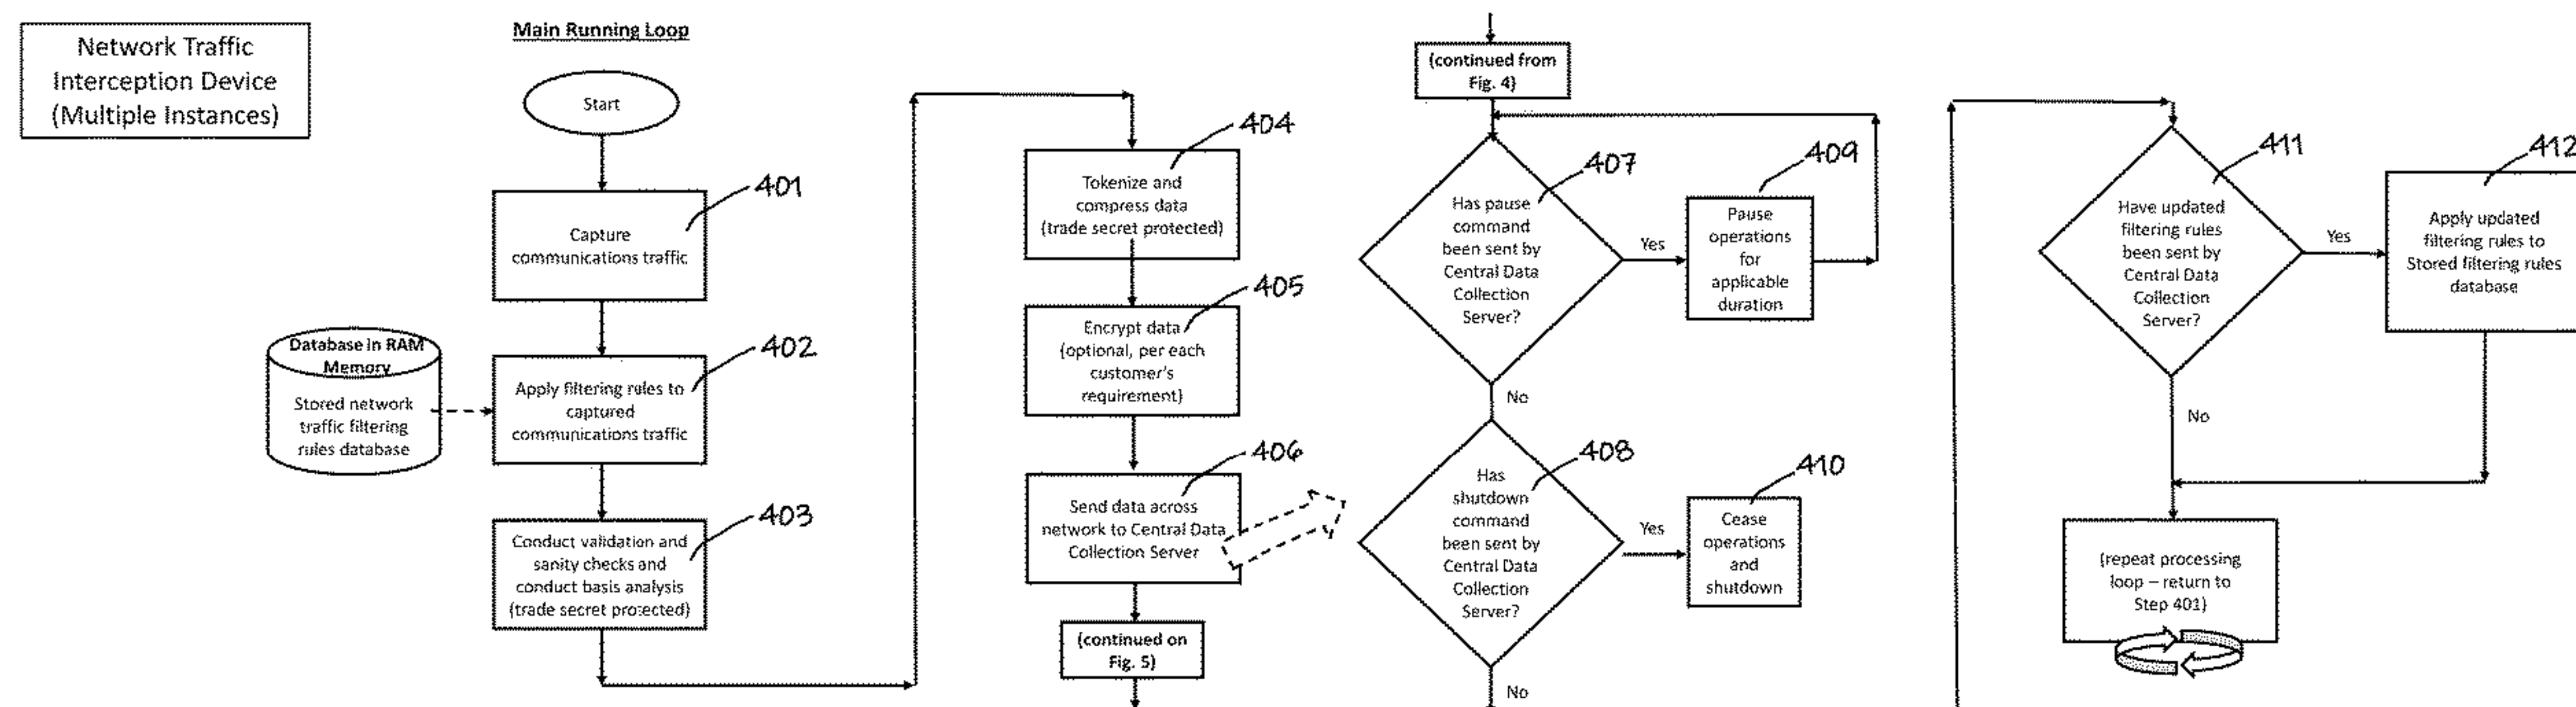 Network Traffic
Interception Device
(Multiple Instances)
Main Running Loop
Start
401
Capture
communications traffic
Database in RAM
Memory
Stored network
traffic filtering
rules database
402
Apply filtering rules to
captured
communications traffic
403
Conduct validation and
sanity checks and
conduct basis analysis
(trade secret protected)
404
Tokenize and
compress data
(trade secret protected)
405
Encrypt data
(optional, per each
customer's
requirement)
406
Send data across
network to Central Data
Collection Server
(continued on
Fig. 5)
(continued from
Fig. 4)
407
Has pause
command
been sent by
Central Data
Collection
Server?
Yes
409
Pause
operations
for
applicable
duration
No
408
Has
shutdown
command
been sent by
Central Data
Collection
Server?
Yes
410
Cease
operations
and
shutdown
No
411
Have updated
filtering rules
been sent by
Central Data
Collection
Server?
Yes
412
Apply updated
filtering rules to
Stored filtering rules
database
No
(repeat processing
loop – return to
Step 401)